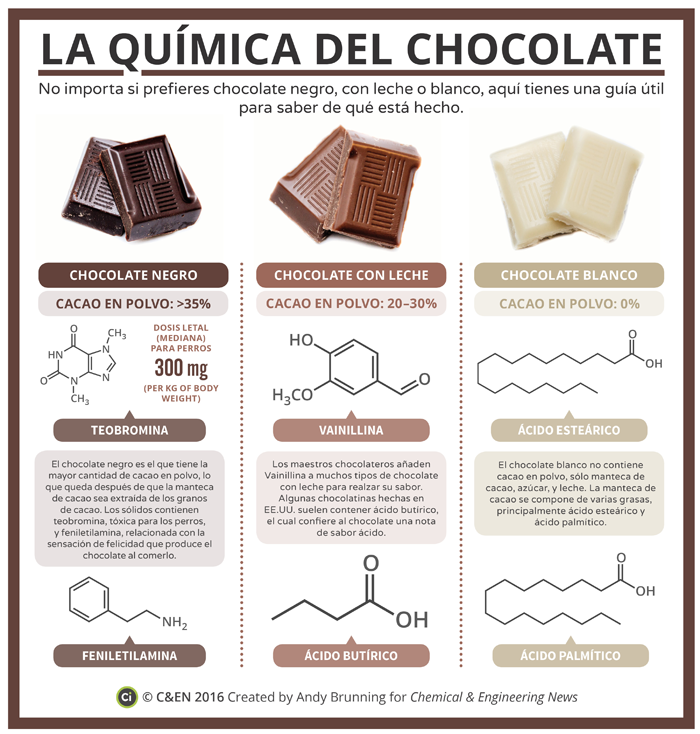 LA QUÍMICA DEL CHOCOLATE
No importa si prefieres chocolate negro, con leche o blanco, aquí tienes una guía útil
para saber de qué está hecho.
CHOCOLATE NEGRO
CACAO EN POLVO: >35%
O
CH₃
HN
N
O
N
N
CH₃
DOSIS LETAL
(MEDIANA)
PARA PERROS
300 mg
(PER KG OF BODY
WEIGHT)
TEOBROMINA
El chocolate negro es el que tiene la
mayor cantidad de cacao en polvo, lo
que queda después de que la manteca
de cacao sea extraída de los granos
de cacao. Los sólidos contienen
teobromina, tóxica para los perros,
y feniletilamina, relacionada con la
sensación de felicidad que produce el
chocolate al comerlo.
NH₂
FENILETILAMINA
CHOCOLATE CON LECHE
CACAO EN POLVO: 20–30%
HO
H₃CO
O
VAINILLINA
Los maestros chocolateros añaden
Vainillina a muchos tipos de chocolate
con leche para realzar su sabor.
Algunas chocolatinas hechas en
EE.UU. suelen contener ácido butírico,
el cual confiere al chocolate una nota
de sabor ácido.
O
OH
ÁCIDO BUTÍRICO
CHOCOLATE BLANCO
CACAO EN POLVO: 0%
O
OH
ÁCIDO ESTEÁRICO
El chocolate blanco no contiene
cacao en polvo, sólo manteca de
cacao, azúcar, y leche. La manteca
de cacao se compone de varias grasas,
principalmente ácido esteárico y
ácido palmítico.
O
OH
ÁCIDO PALMÍTICO
Ci © C&EN 2016 Created by Andy Brunning for Chemical & Engineering News